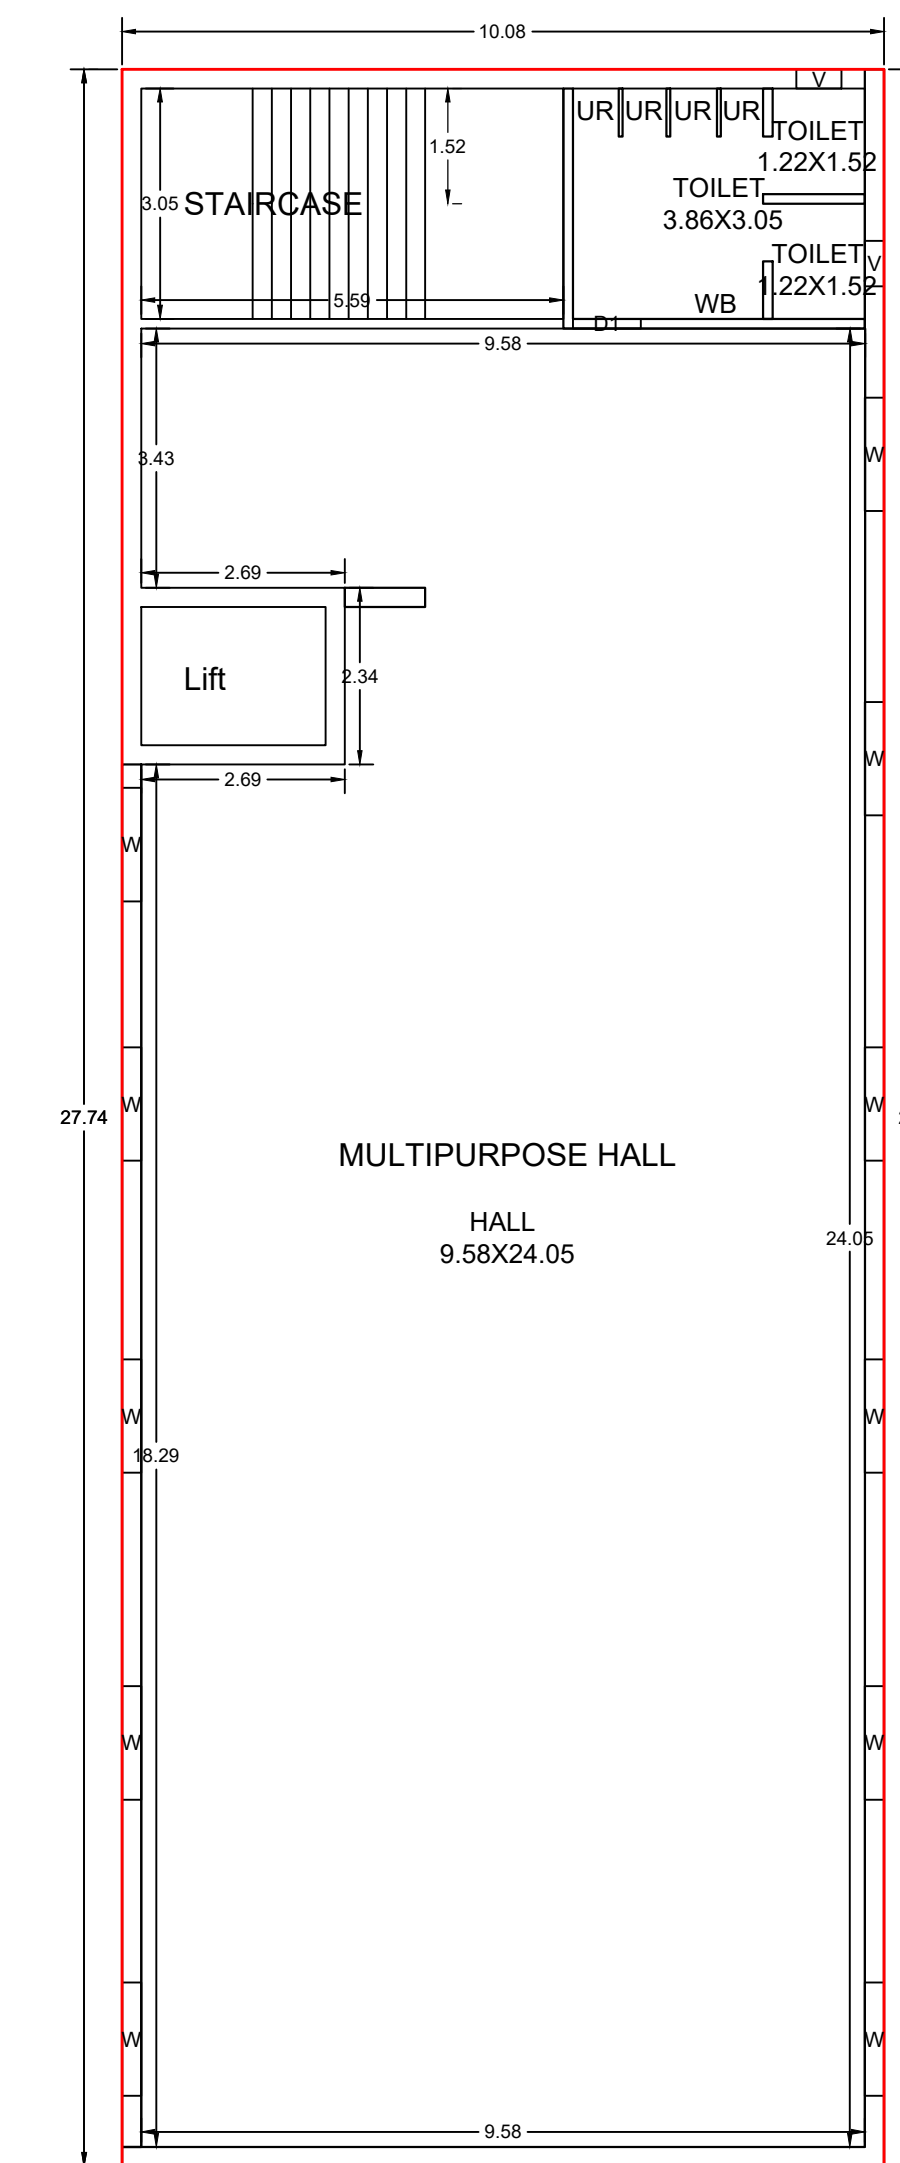 10.08
V
UR UR UR UR
TOILET
1.22X1.52
1.52
TOILET
3.86X3.05
3.05
STAIRCASE
TOILET
1.22X1.52
V
5.59
WB
D1
9.58
3.43
W
2.69
Lift
2.34
W
2.69
W
W
W
27.74
MULTIPURPOSE HALL
HALL
9.58X24.05
24.05
W
W
18.29
W
W
W
W
9.58